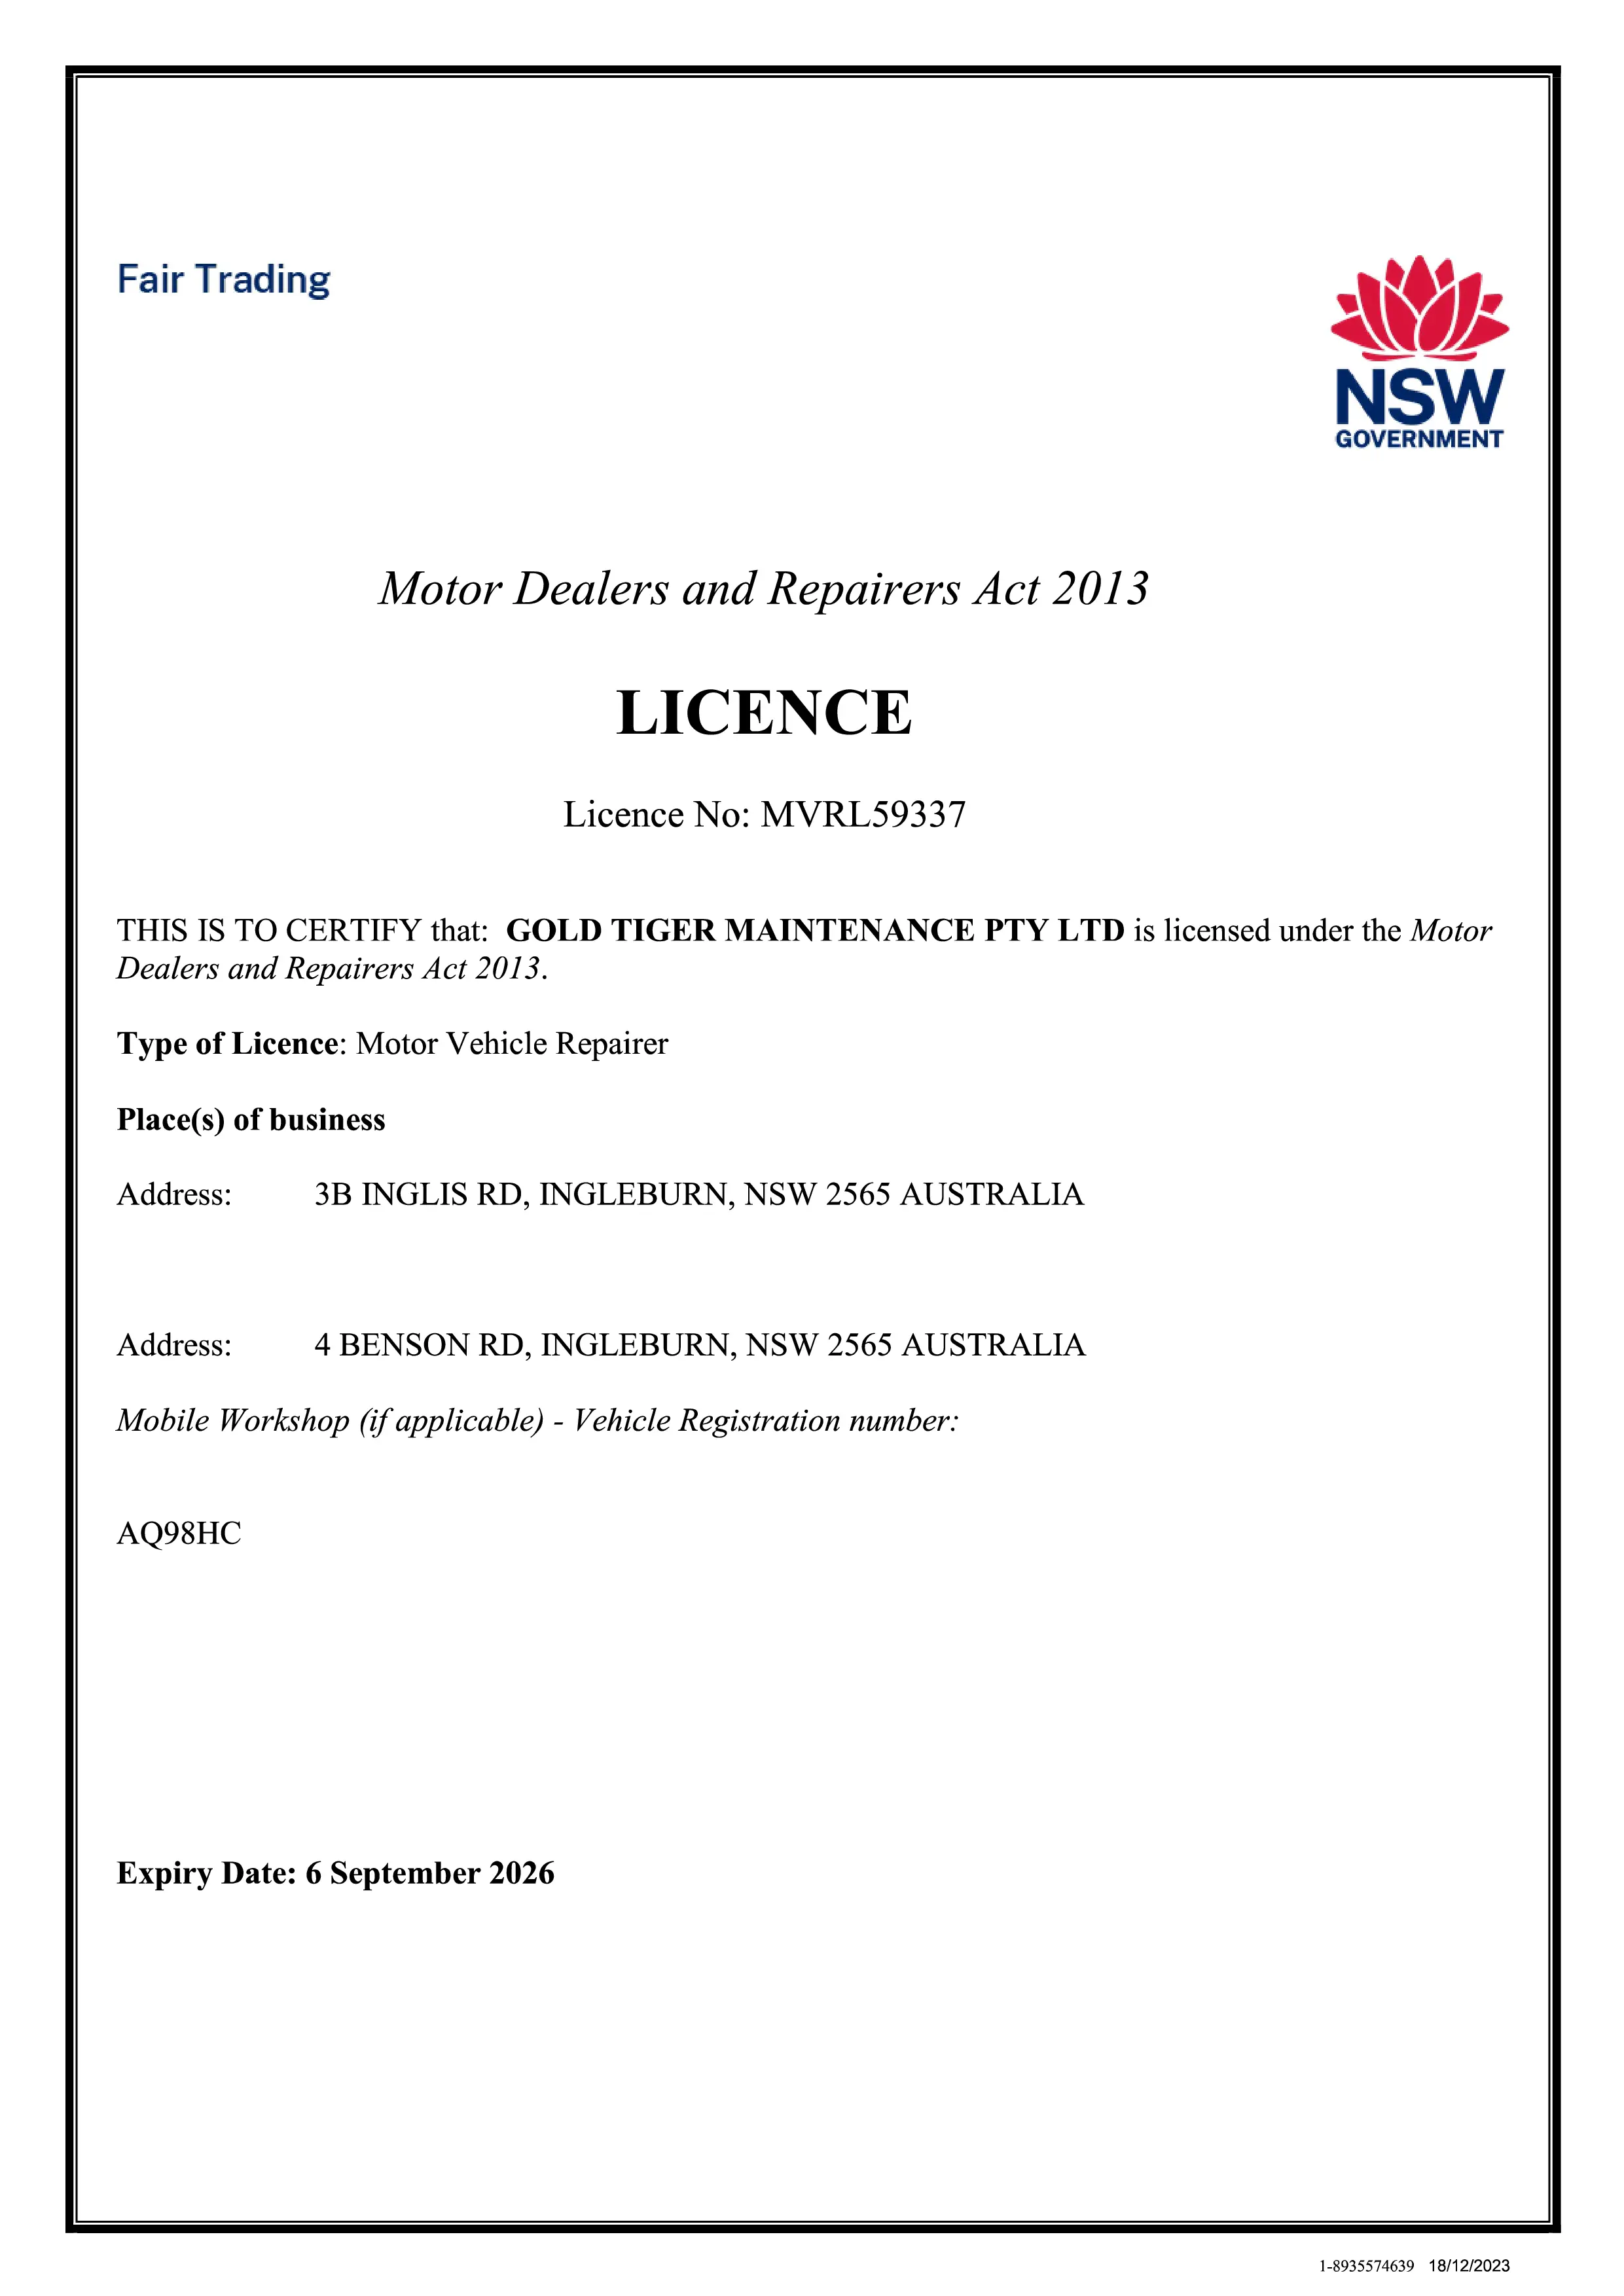 Fair Trading
NSW
GOVERNMENT
Motor Dealers and Repairers Act 2013
LICENCE
Licence No: MVRL59337
THIS IS TO CERTIFY that:  GOLD TIGER MAINTENANCE PTY LTD is licensed under the Motor
Dealers and Repairers Act 2013.
Type of Licence: Motor Vehicle Repairer
Place(s) of business
Address: 3B INGLIS RD, INGLEBURN, NSW 2565 AUSTRALIA
Address: 4 BENSON RD, INGLEBURN, NSW 2565 AUSTRALIA
Mobile Workshop (if applicable) - Vehicle Registration number:
AQ98HC
Expiry Date: 6 September 2026
1-8935574639 18/12/2023